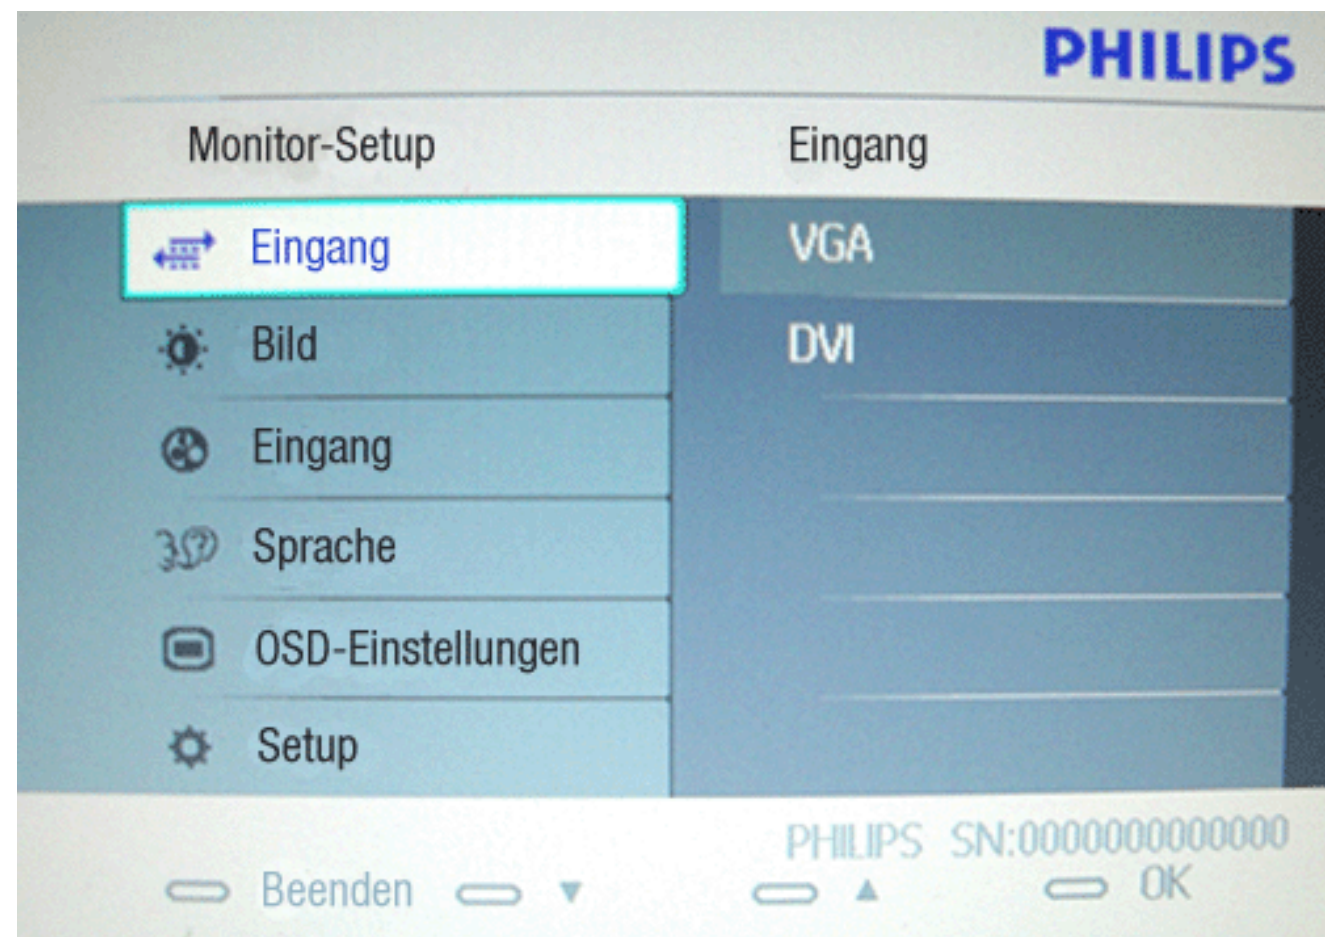 PHILIPS
Monitor-Setup Eingang
Eingang VGA
Bild DVI
Eingang
Sprache
OSD-Einstellungen
Setup
PHILIPS SN:0000000000000
Beenden ▼ ▲ OK